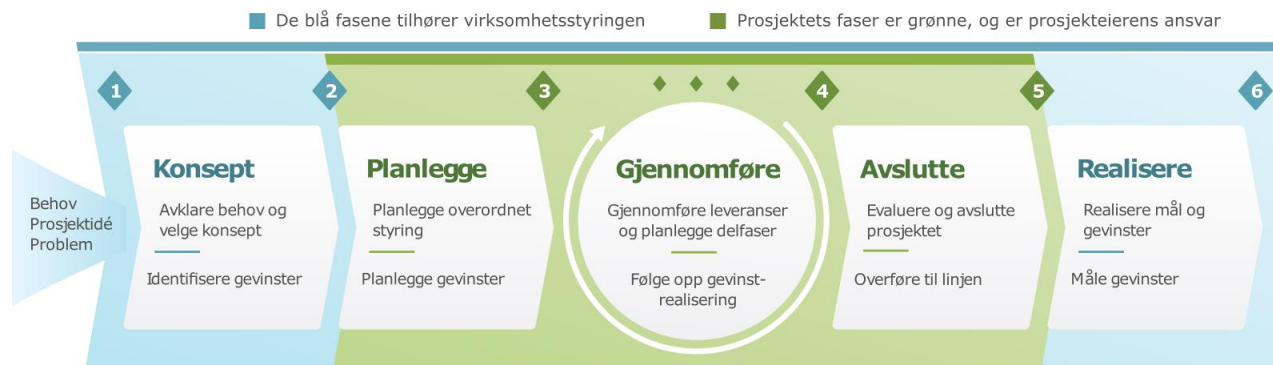 De blå fasene tilhører virksomhetsstyringen
Prosjektets faser er grønne, og er prosjekteierens ansvar
1
2
3
4
5
6
Behov
Prosjektidé
Problem
Konsept
Avklare behov og
velge konsept
Identifisere gevinster
Planlegge
Planlegge overordnet
styring
Planlegge gevinster
Gjennomføre
Gjennomføre leveranser
og planlegge delfaser
Følge opp gevinst-
realisering
Avslutte
Evaluere og avslutte
prosjektet
Overføre til linjen
Realisere
Realisere mål og
gevinster
Måle gevinster